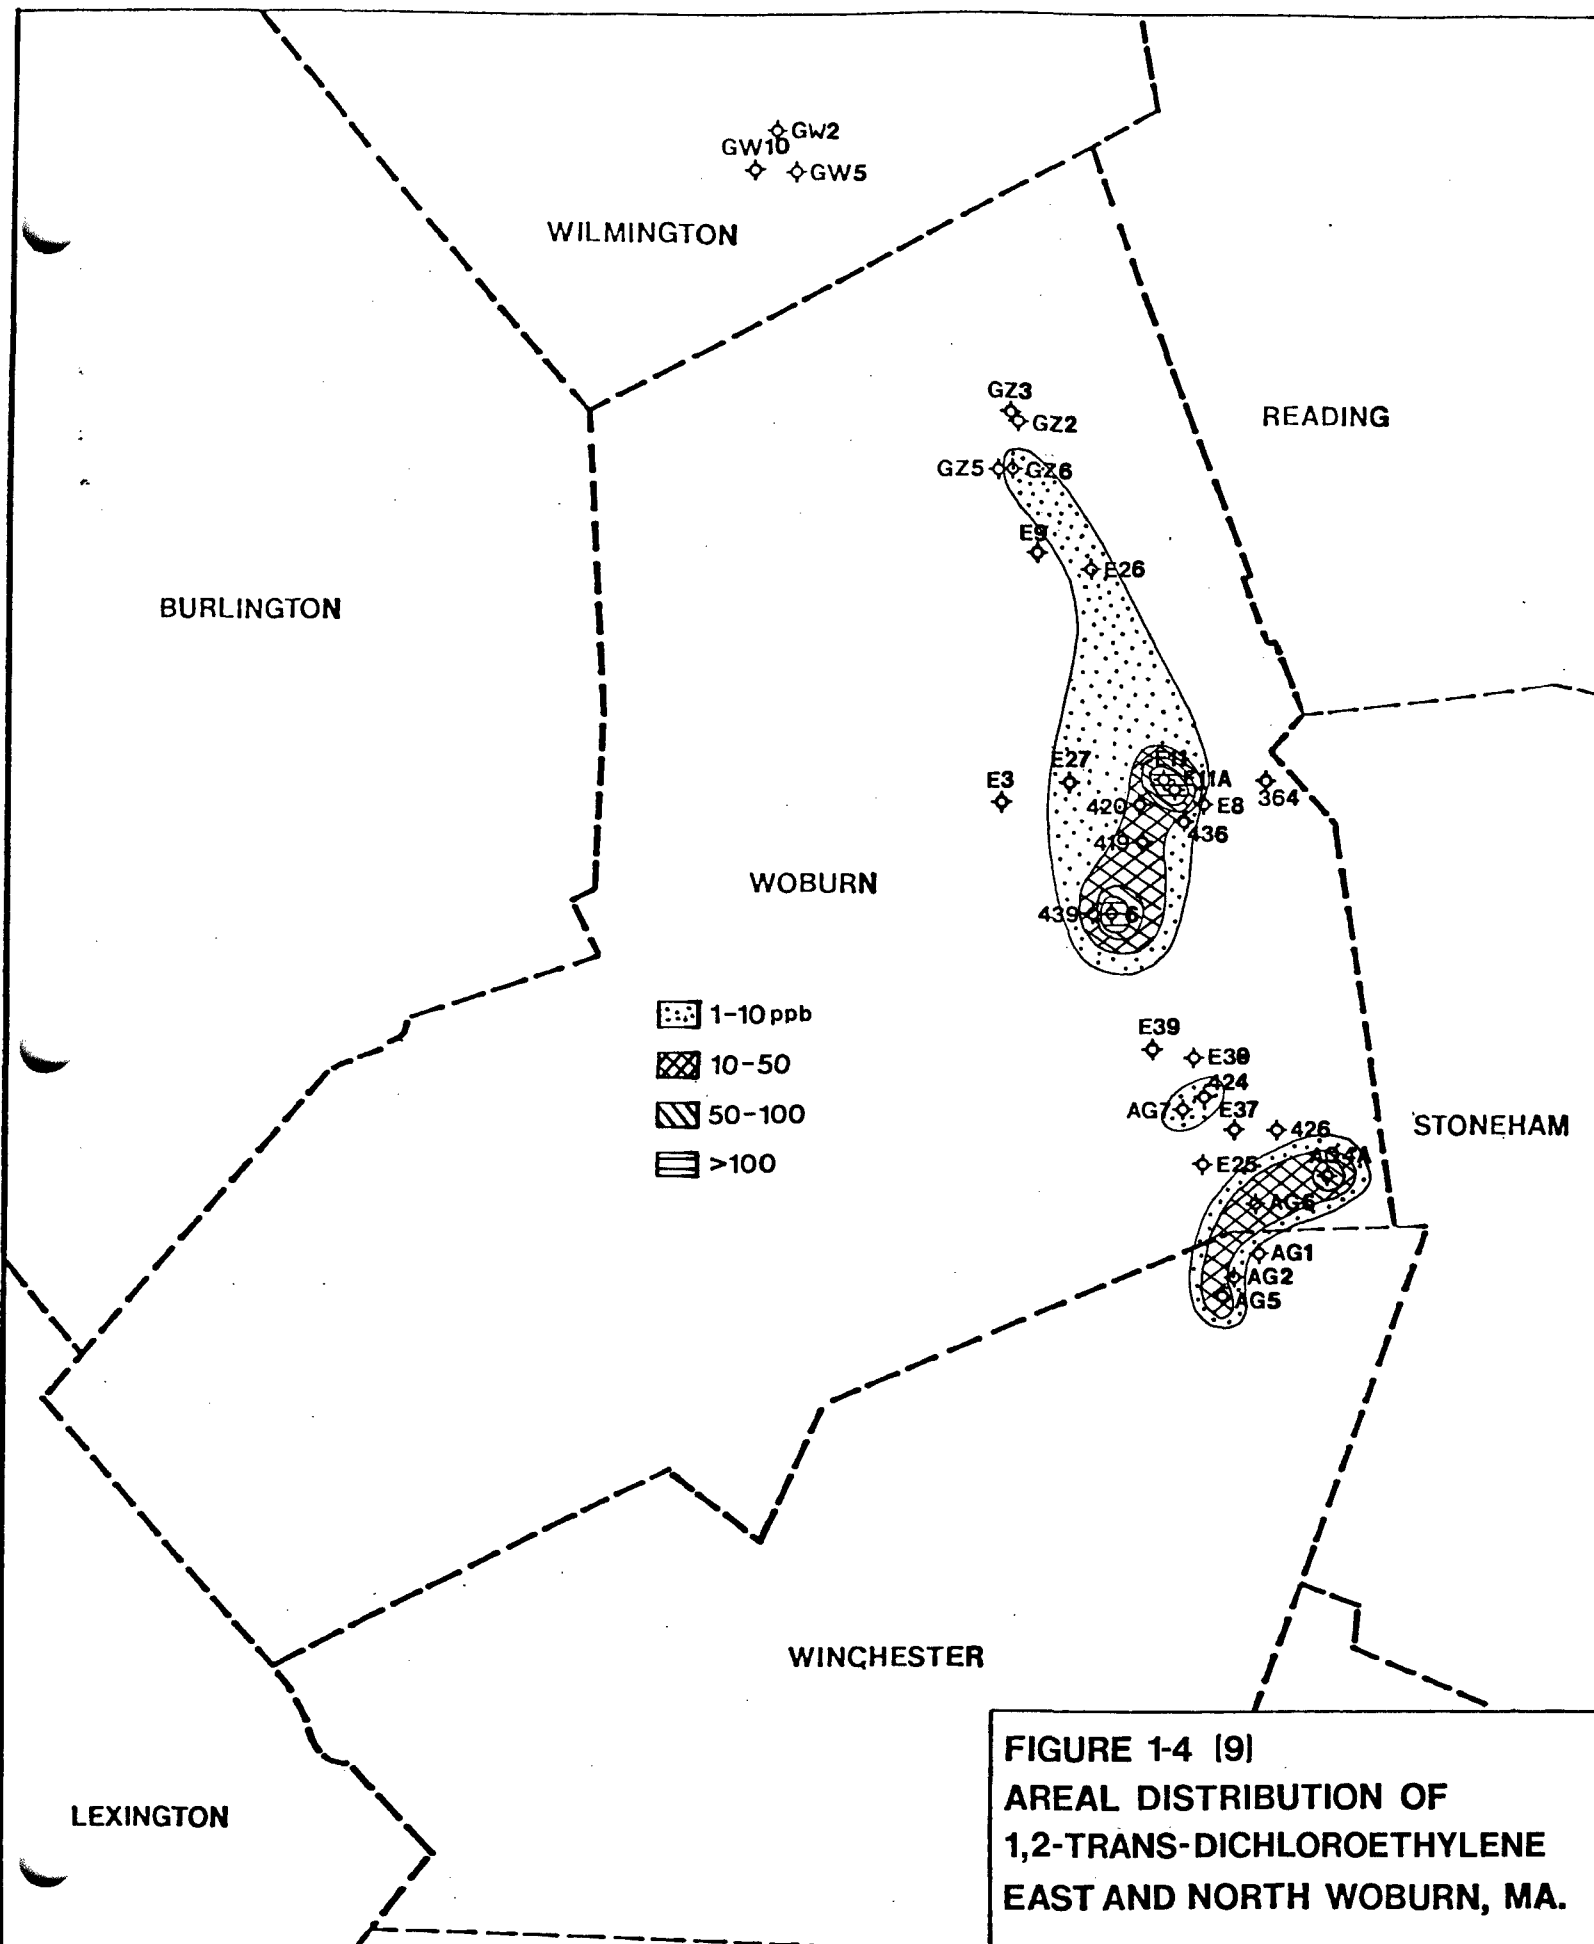 GW2
GW10
GW5
WILMINGTON
GZ3
GZ2
READING
GZ5
GZ6
E9
E26
BURLINGTON
E11
E27
E11A
E3
364
420
E8
436
419
WOBURN
439
6
1-10 ppb
10-50
50-100
>100
E39
E38
424
AG7
E37
426
STONEHAM
E25
AG6
AG1
AG2
AG5
WINCHESTER
LEXINGTON
FIGURE 1-4 (9)
AREAL DISTRIBUTION OF
1,2-TRANS-DICHLOROETHYLENE
EAST AND NORTH WOBURN, MA.